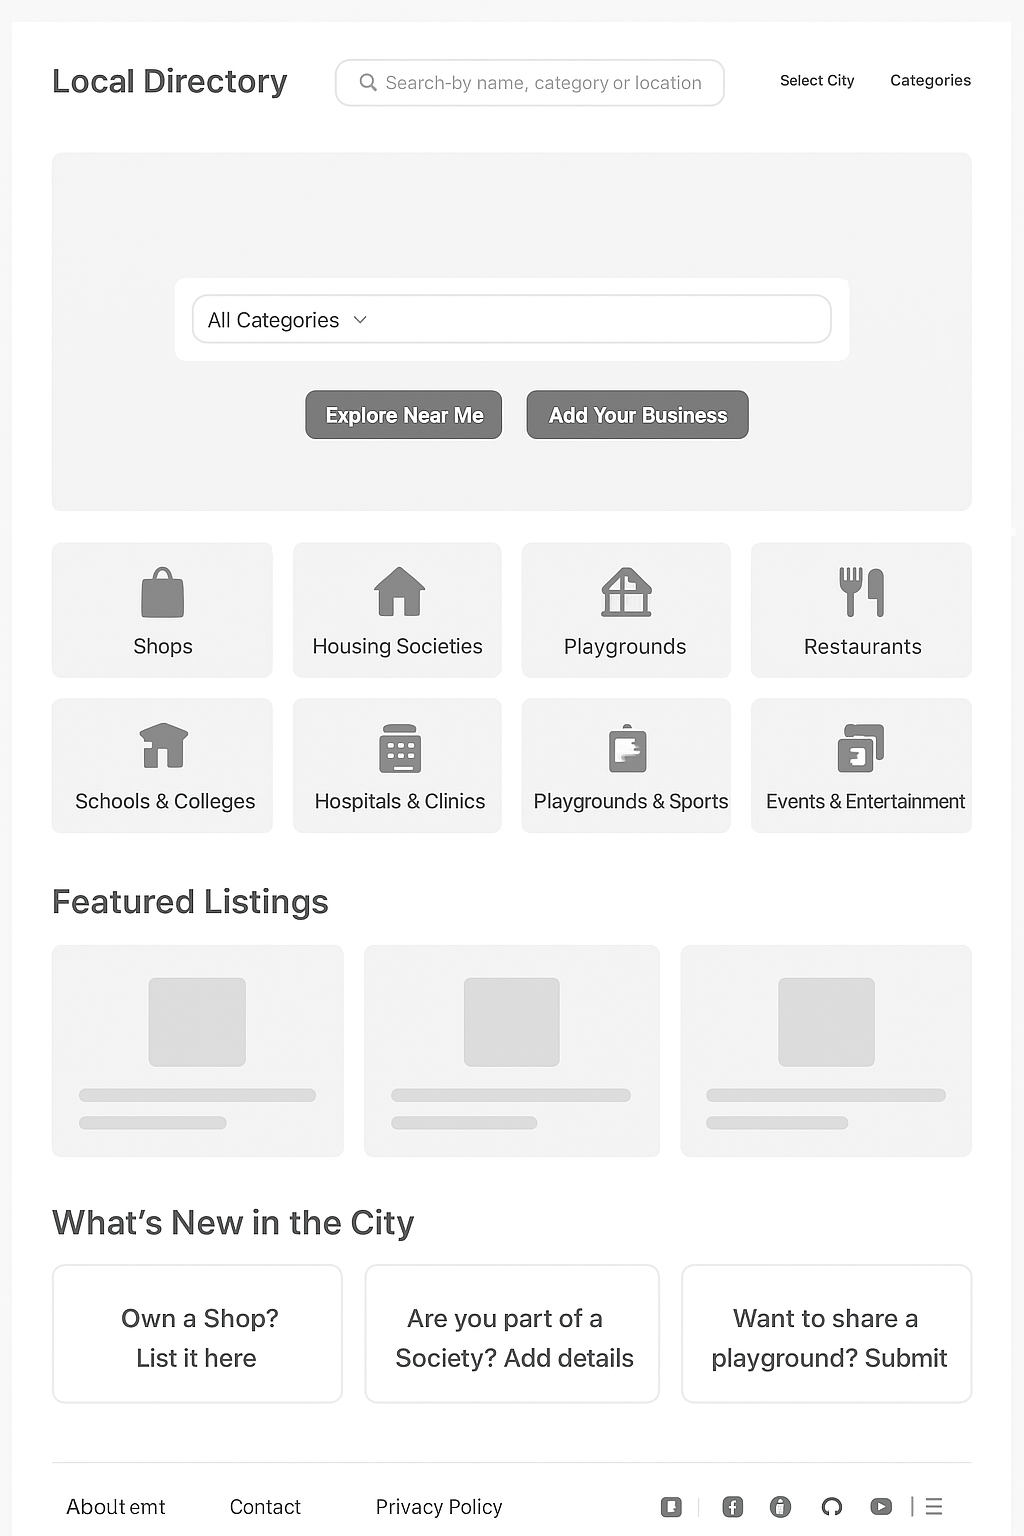 Local Directory
Search-by name, category or location
Select City
Categories
All Categories
Explore Near Me
Add Your Business
Shops
Housing Societies
Playgrounds
Restaurants
Schools & Colleges
Hospitals & Clinics
Playgrounds & Sports
Events & Entertainment
Featured Listings
What's New in the City
Own a Shop?
List it here
Are you part of a
Society? Add details
Want to share a
playground? Submit
About emt
Contact
Privacy Policy